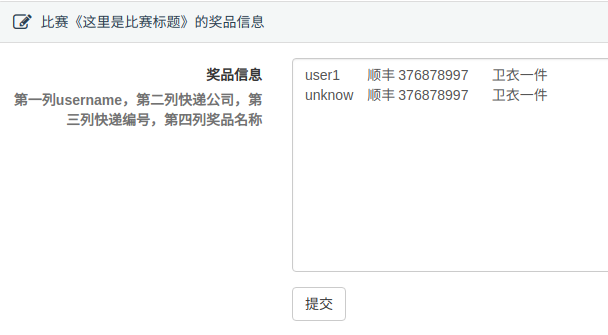 比赛《这里是比赛标题》的奖品信息
奖品信息
第一列username，第二列快递公司，第
三列快递编号，第四列奖品名称
user1 顺丰 376878997 卫衣一件
unknow 顺丰 376878997 卫衣一件
提交